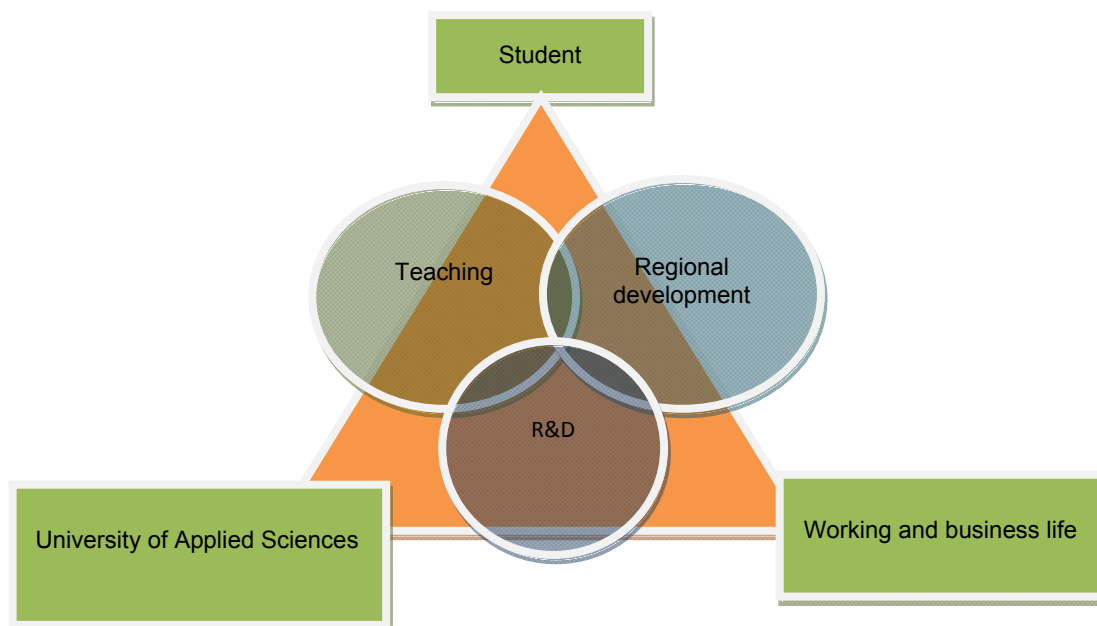 Student
Teaching
Regional
development
R&D
University of Applied Sciences
Working and business life